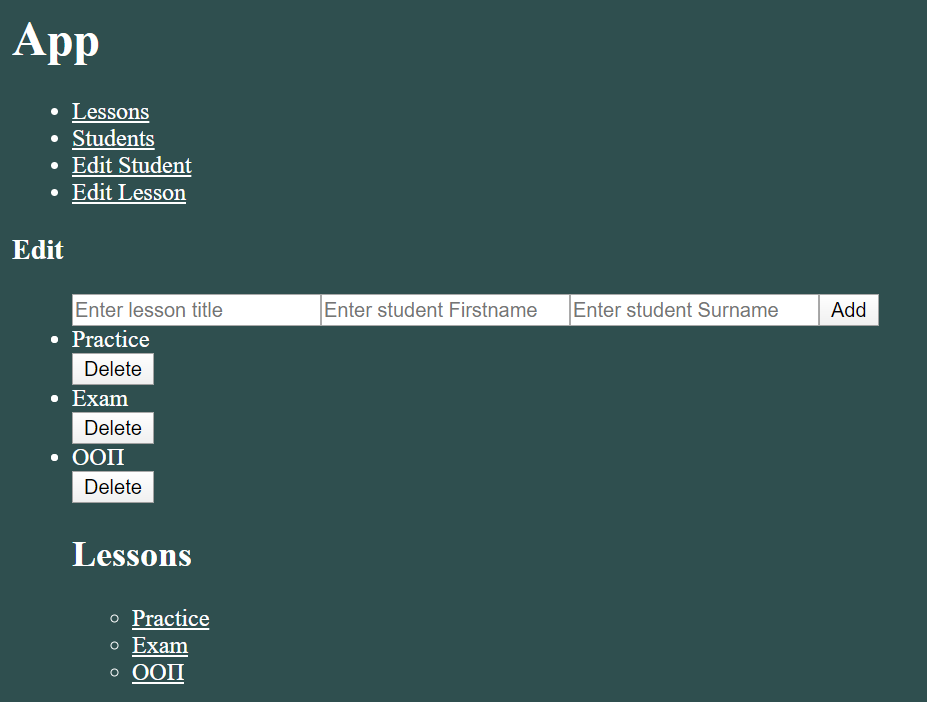 App
Lessons
Students
Edit Student
Edit Lesson
Edit
Enter lesson title Enter student Firstname Enter student Surname Add
Practice
Delete
Exam
Delete
ООП
Delete
Lessons
Practice
Exam
ООП